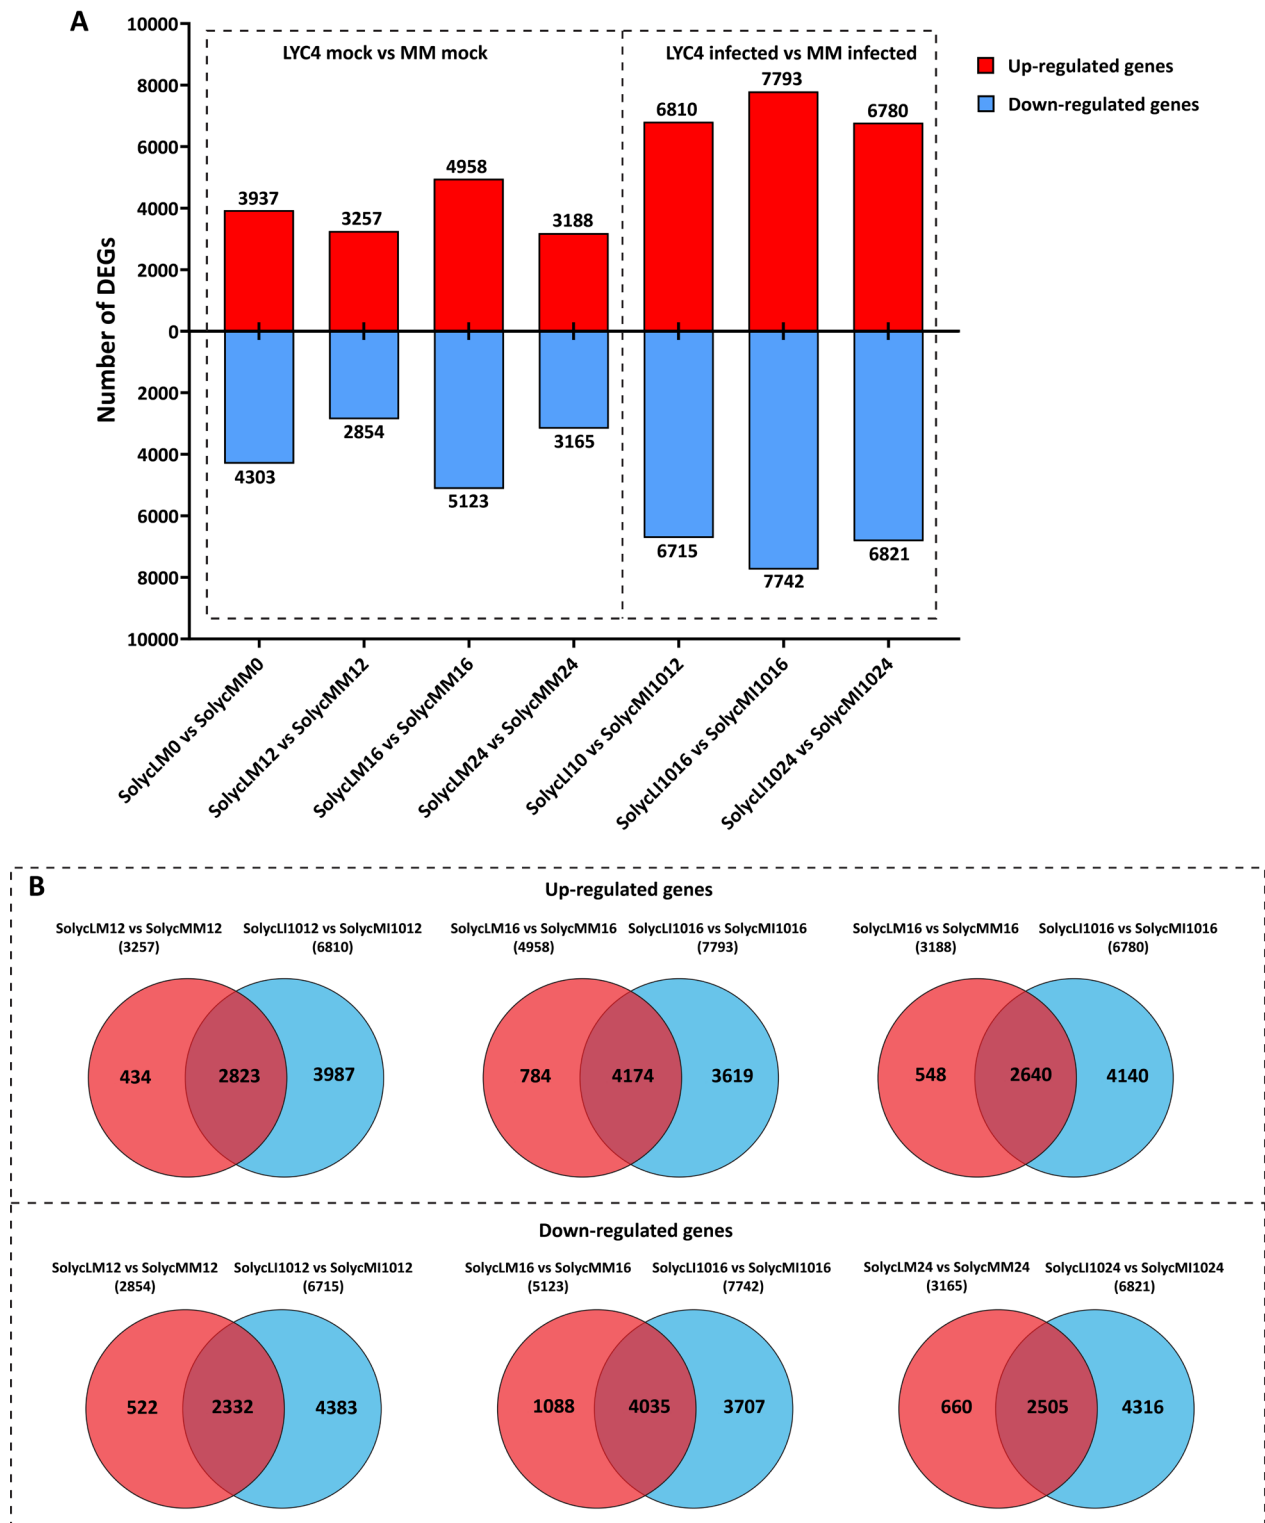 A
10000
8000
6000
4000
2000
0
2000
4000
6000
8000
10000
Number of DEGs
LYC4 mock vs MM mock
LYC4 infected vs MM infected
Up-regulated genes
Down-regulated genes
3937
3257
4958
3188
6810
7793
6780
4303
2854
5123
3165
6715
7742
6821
SolycLM0 vs SolycMM0
SolycLM12 vs SolycMM12
SolycLM16 vs SolycMM16
SolycLM24 vs SolycMM24
SolycLI10 vs SolycMI1012
SolycLI1016 vs SolycMI1016
SolycLI1024 vs SolycMI1024
B
Up-regulated genes
SolycLM12 vs SolycMM12
(3257)
SolycLI1012 vs SolycMI1012
(6810)
434
2823
3987
SolycLM16 vs SolycMM16
(4958)
SolycLI1016 vs SolycMI1016
(7793)
784
4174
3619
SolycLM16 vs SolycMM16
(3188)
SolycLI1016 vs SolycMI1016
(6780)
548
2640
4140
Down-regulated genes
SolycLM12 vs SolycMM12
(2854)
SolycLI1012 vs SolycMI1012
(6715)
522
2332
4383
SolycLM16 vs SolycMM16
(5123)
SolycLI1016 vs SolycMI1016
(7742)
1088
4035
3707
SolycLM24 vs SolycMM24
(3165)
SolycLI1024 vs SolycMI1024
(6821)
660
2505
4316